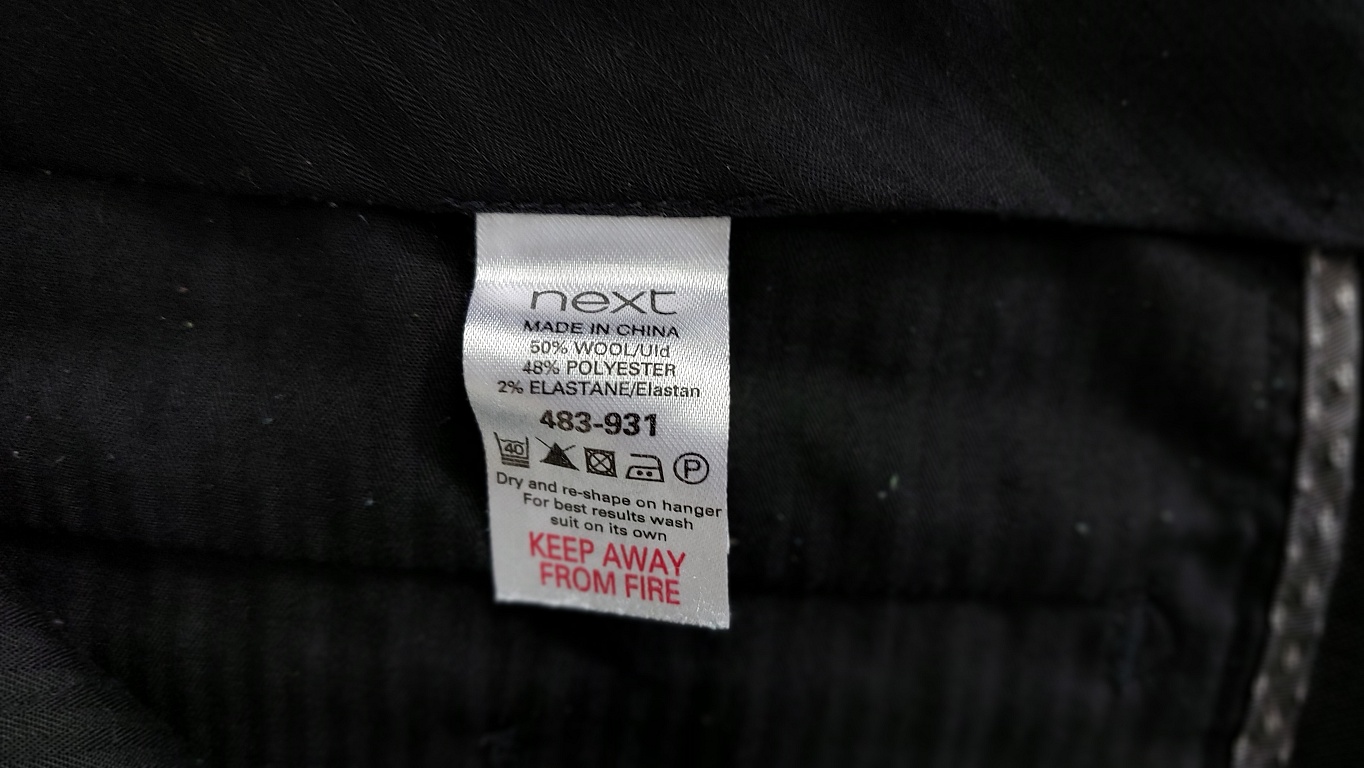 next
MADE IN CHINA
50% WOOL/Uld
48% POLYESTER
2% ELASTANE/Elastan
483-931
40 P
Dry and re-shape on hanger
For best results wash
suit on its own
KEEP AWAY
FROM FIRE